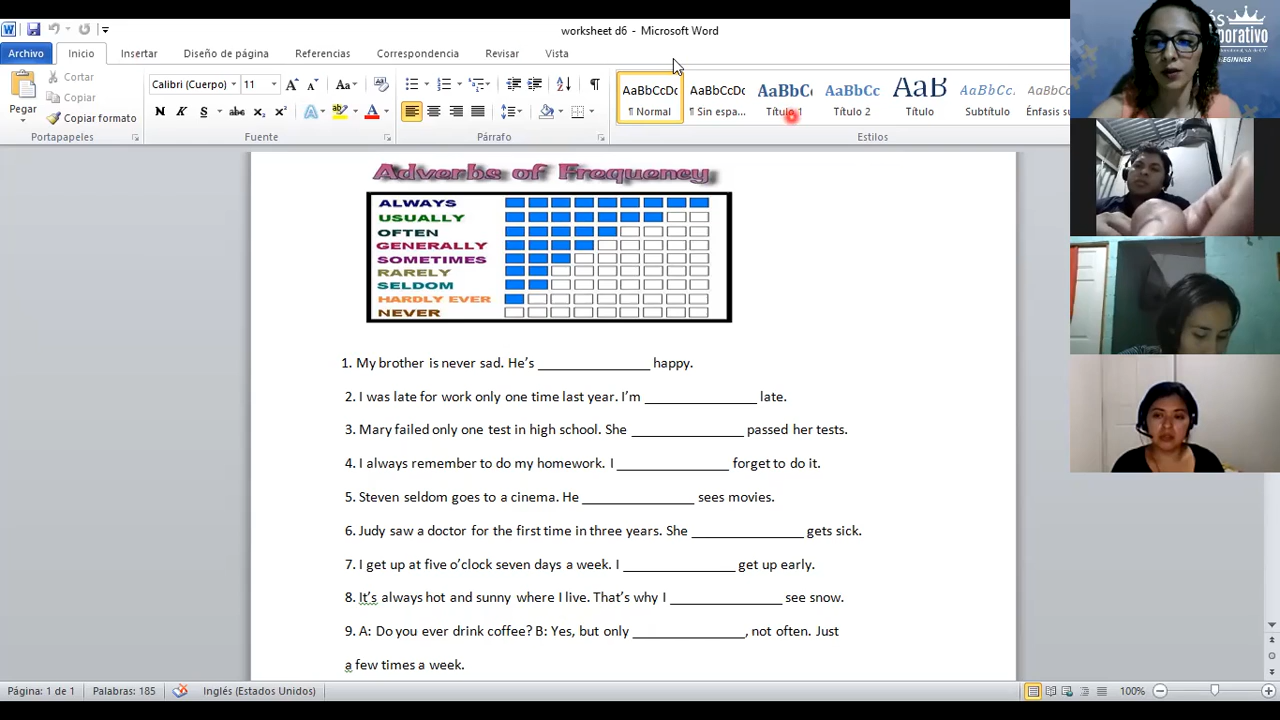 worksheet d6 - Microsoft Word
Archivo Inicio Insertar Diseño de página Referencias Correspondencia Revisar Vista
Pegar
Cortar
Copiar
Copiar formato
Portapapeles
Calibri (Cuerpo) 11
N K S abc x₂ x²
Fuente
Párrafo
AaBbCcDc ¶ Normal
AaBbCcDc ¶ Sin espa...
AaBbC Título 1
AaBbCc Título 2
AaB Título
AaBbCc. Subtítulo
AaBbCc Énfasis su
Estilos
Adverbs of Frequency
ALWAYS
USUALLY
OFTEN
GENERALLY
SOMETIMES
RARELY
SELDOM
HARDLY EVER
NEVER
1. My brother is never sad. He’s _______________ happy.
2. I was late for work only one time last year. I’m _______________ late.
3. Mary failed only one test in high school. She _______________ passed her tests.
4. I always remember to do my homework. I _______________ forget to do it.
5. Steven seldom goes to a cinema. He _______________ sees movies.
6. Judy saw a doctor for the first time in three years. She _______________ gets sick.
7. I get up at five o’clock seven days a week. I _______________ get up early.
8. It’s always hot and sunny where I live. That’s why I _______________ see snow.
9. A: Do you ever drink coffee? B: Yes, but only _______________, not often. Just
a few times a week.
Página: 1 de 1 Palabras: 185 Inglés (Estados Unidos) 100%